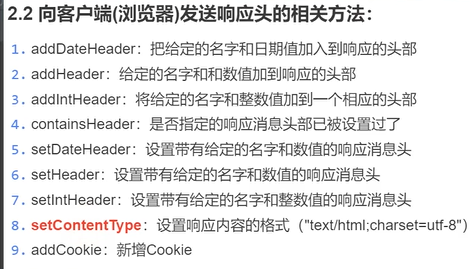 2.2 向客户端(浏览器)发送响应头的相关方法：
1. addDateHeader：把给定的名字和日期值加入到响应的头部
2. addHeader：给定的名字和和数值加到响应的头部
3. addIntHeader：将给定的名字和整数值加到一个相应的头部
4. containsHeader：是否指定的响应消息头部已被设置过了
5. setDateHeader：设置带有给定的名字和数值的响应消息头
6. setHeader：设置带有给定的名字和数值的响应消息头
7. setIntHeader：设置带有给定的名字和整数值的响应消息头
8. setContentType：设置响应内容的格式（"text/html;charset=utf-8"）
9. addCookie：新增Cookie